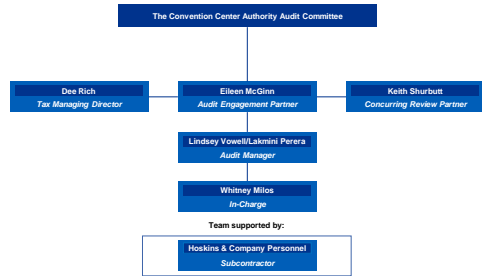 The Convention Center Authority Audit Committee
Dee Rich
Tax Managing Director
Eileen McGinn
Audit Engagement Partner
Keith Shurbutt
Concurring Review Partner
Lindsey Vowell/Lakmini Perera
Audit Manager
Whitney Milos
In-Charge
Team supported by:
Hoskins & Company Personnel
Subcontractor